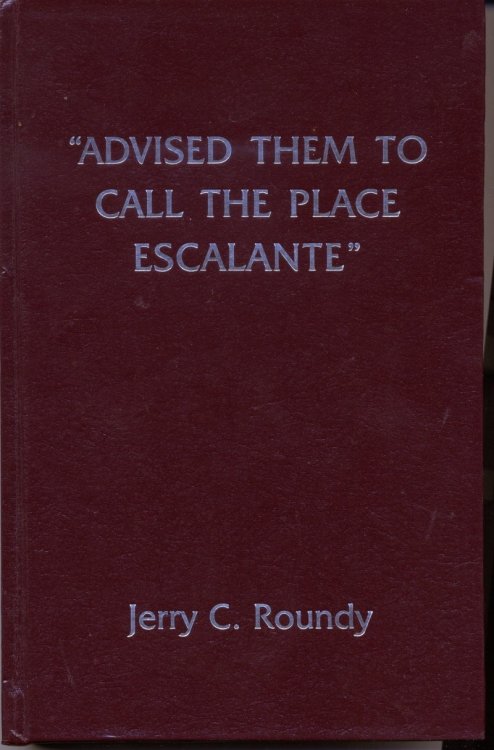 “ADVISED THEM TO
CALL THE PLACE
ESCALANTE”
Jerry C. Roundy